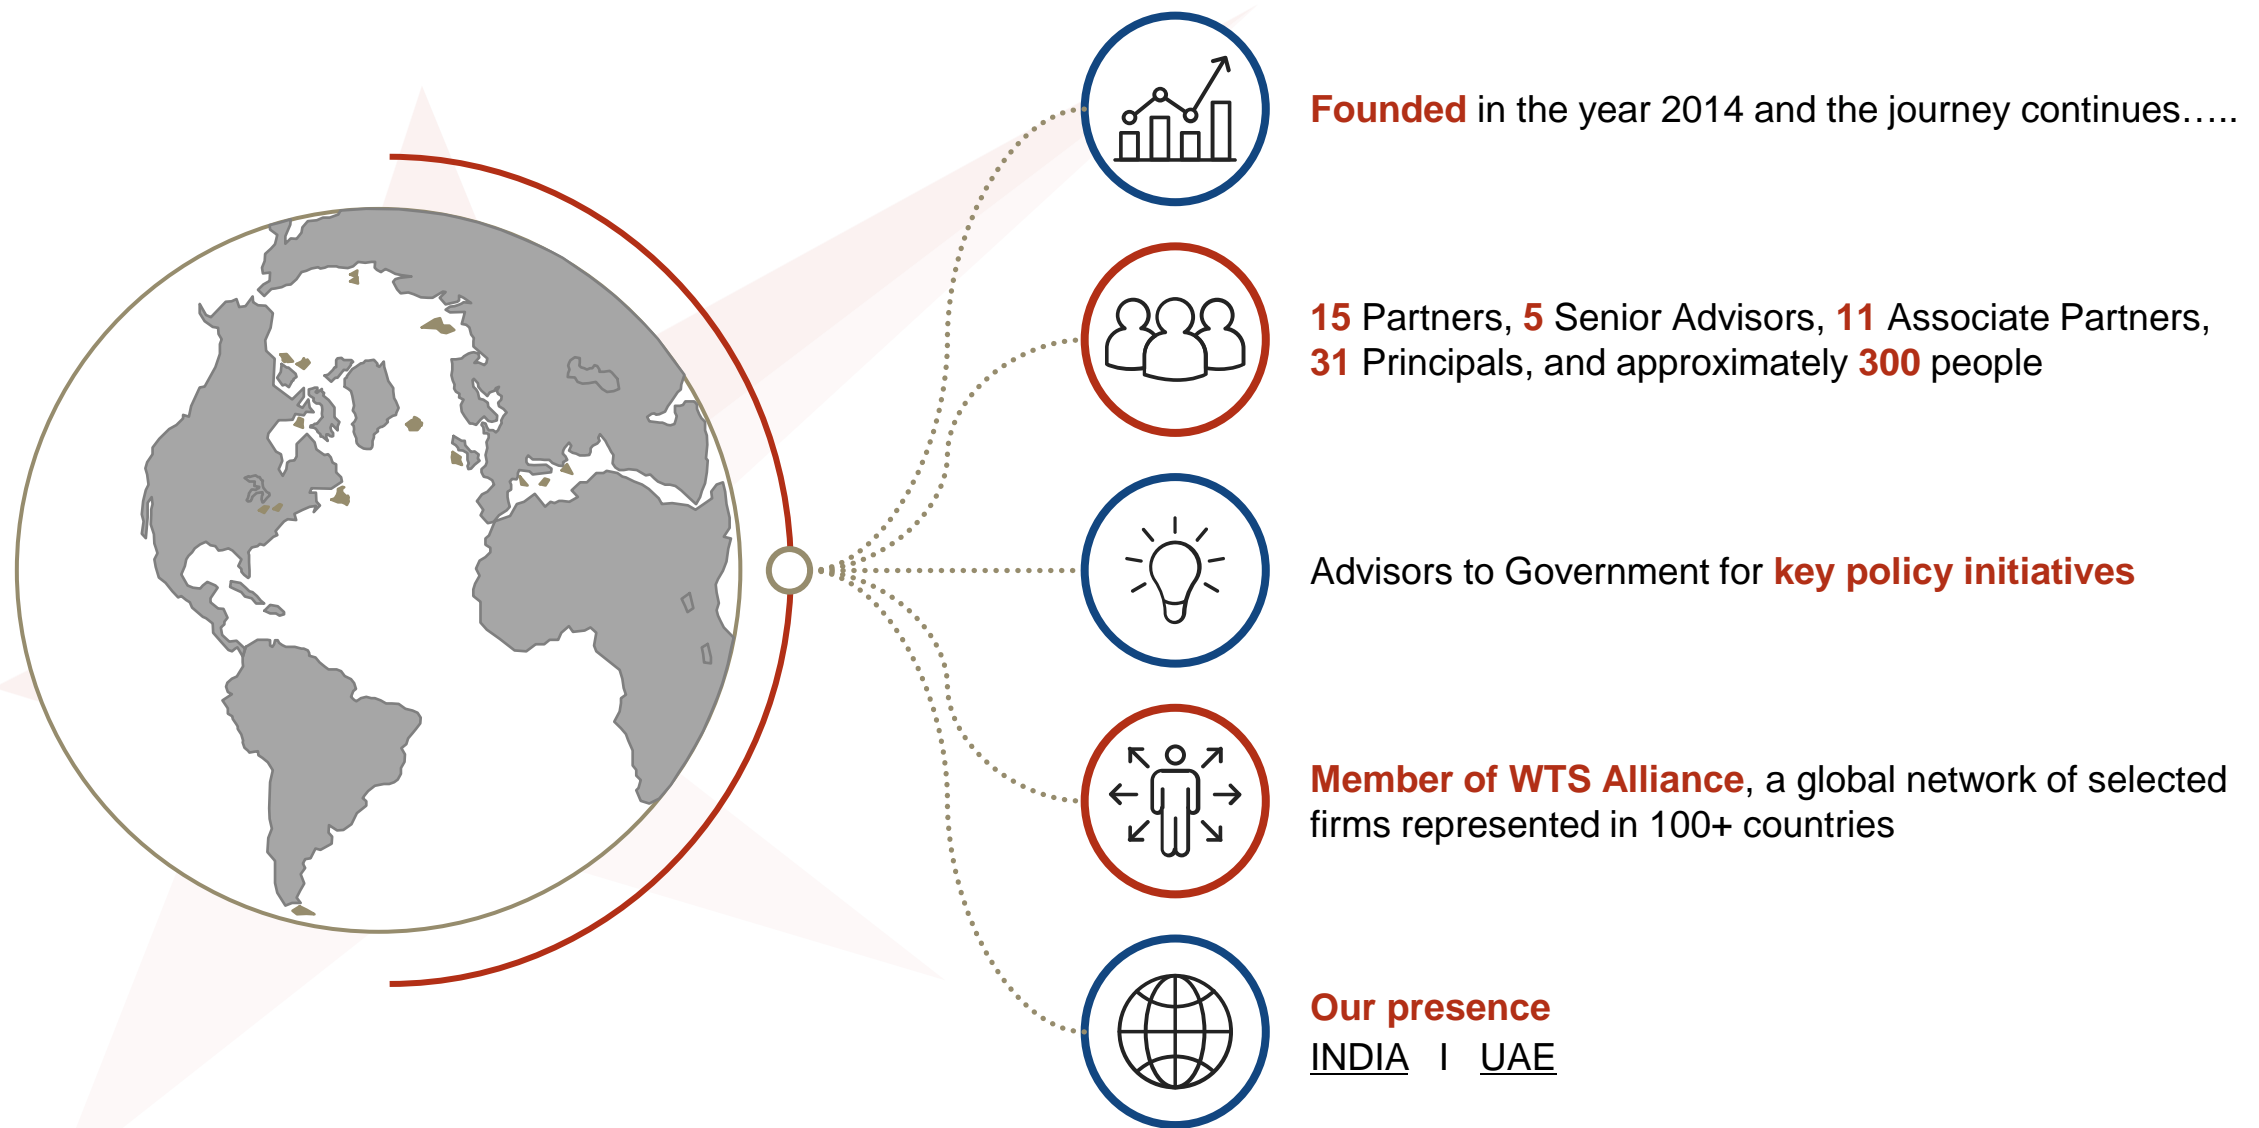 Founded in the year 2014 and the journey continues…..
15 Partners, 5 Senior Advisors, 11 Associate Partners,
31 Principals, and approximately 300 people
Advisors to Government for key policy initiatives
Member of WTS Alliance, a global network of selected
firms represented in 100+ countries
Our presence
INDIA I UAE